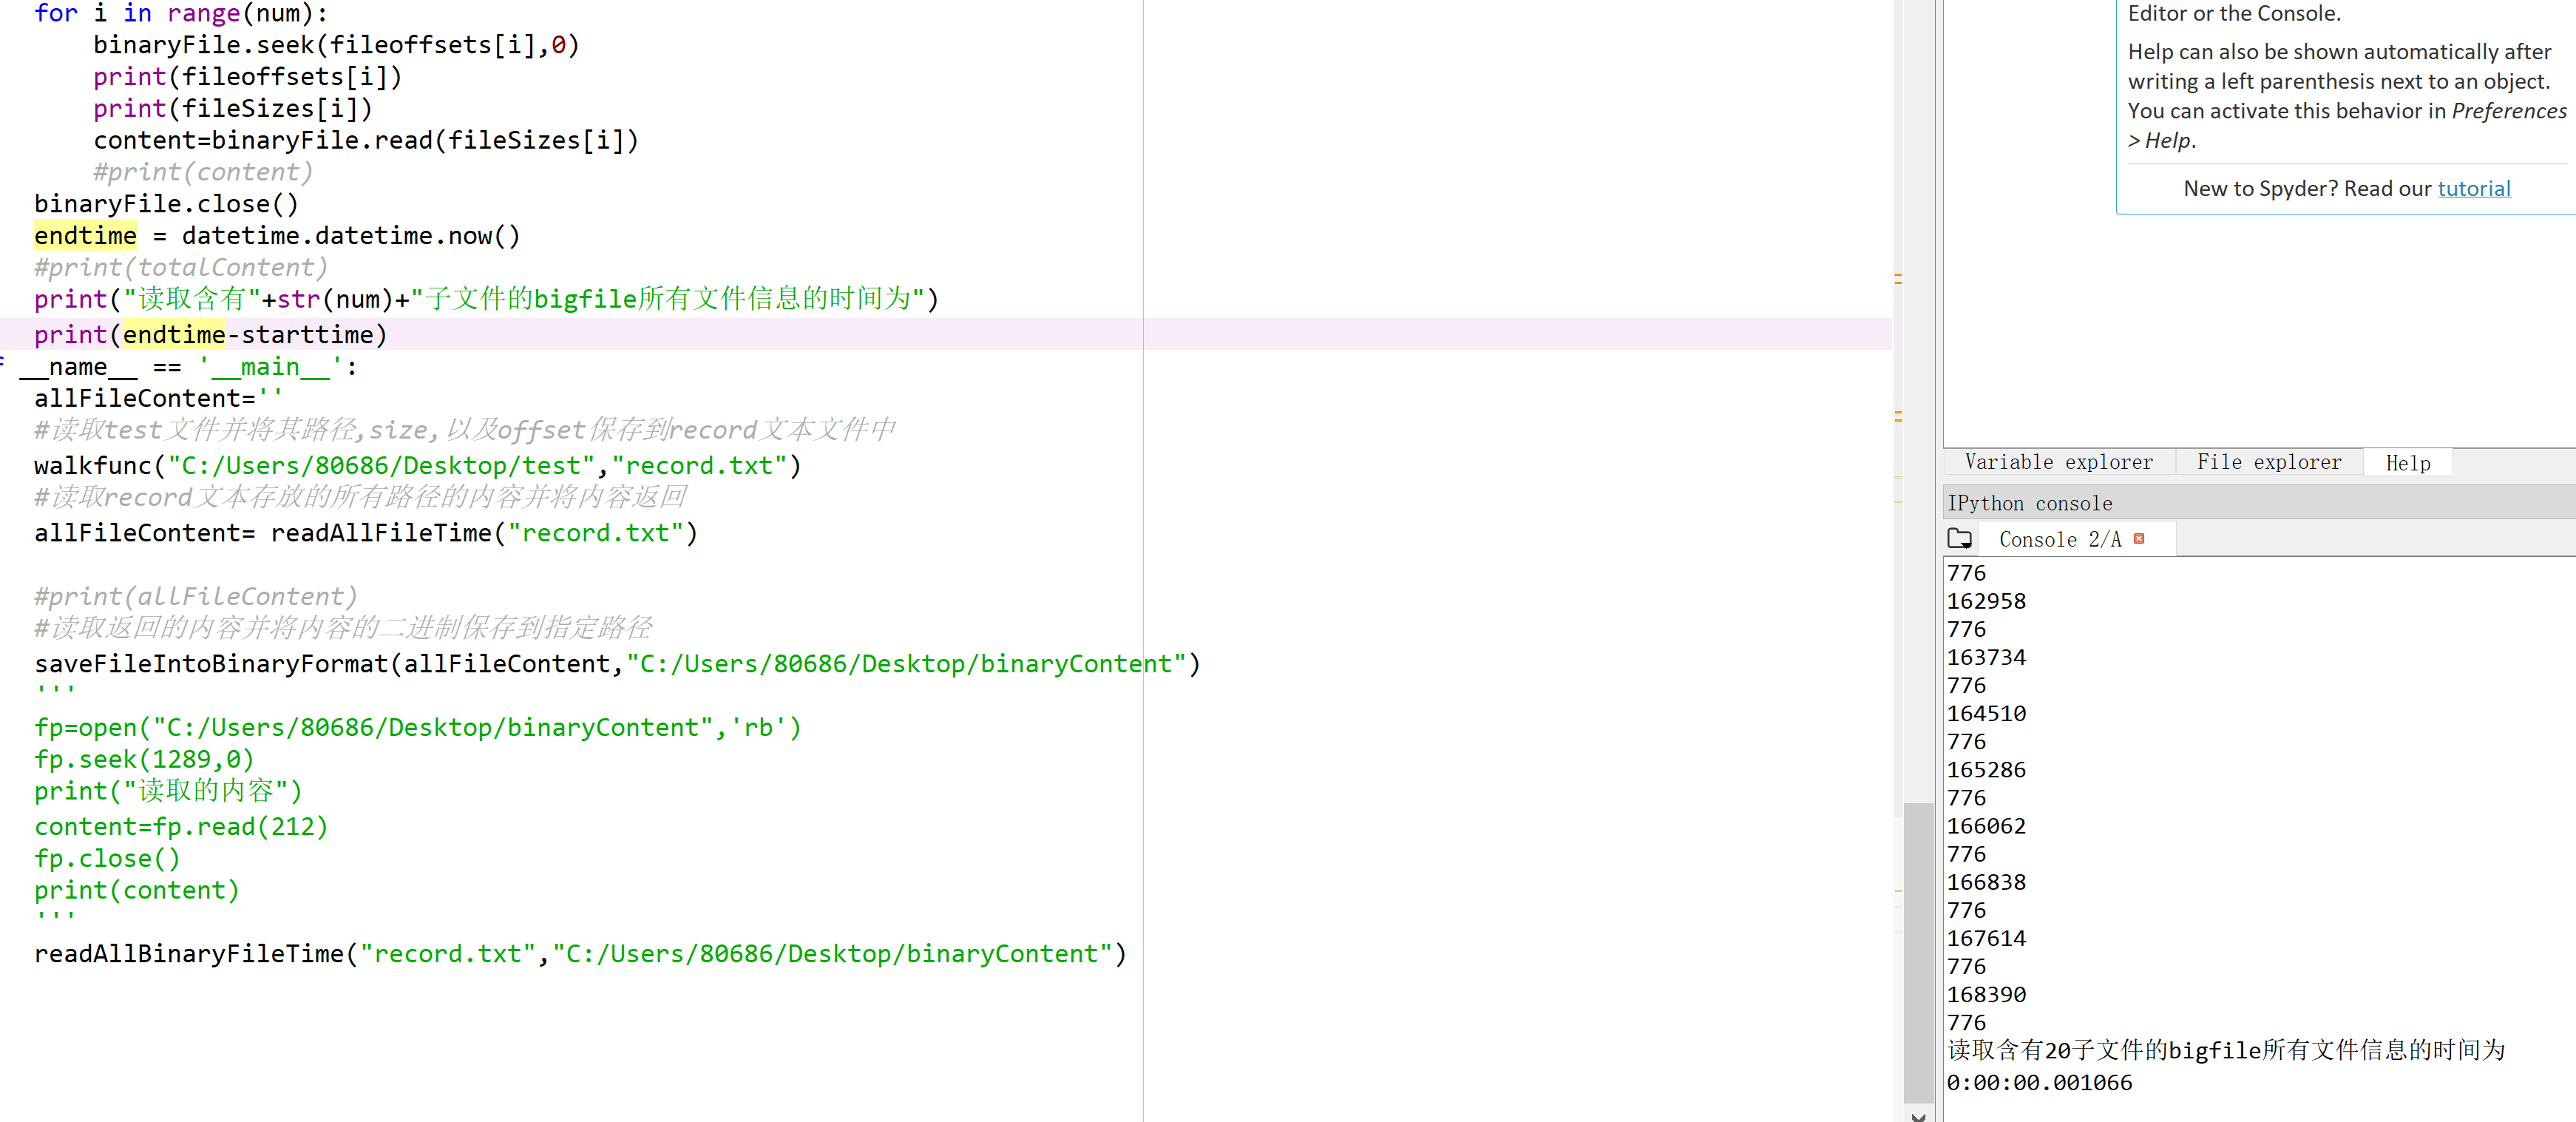 for i in range(num):
binaryFile.seek(fileoffsets[i],0)
print(fileoffsets[i])
print(fileSizes[i])
content=binaryFile.read(fileSizes[i])
#print(content)
binaryFile.close()
endtime = datetime.datetime.now()
#print(totalContent)
print("读取含有"+str(num)+"子文件的bigfile所有文件信息的时间为")
print(endtime-starttime)
f __name__ == '__main__':
allFileContent=''
#读取test文件并将其路径,size,以及offset保存到record文本文件中
walkfunc("C:/Users/80686/Desktop/test","record.txt")
#读取record文本存放的所有路径的内容并将内容返回
allFileContent= readAllFileTime("record.txt")
#print(allFileContent)
#读取返回的内容并将内容的二进制保存到指定路径
saveFileIntoBinaryFormat(allFileContent,"C:/Users/80686/Desktop/binaryContent")
'''
fp=open("C:/Users/80686/Desktop/binaryContent",'rb')
fp.seek(1289,0)
print("读取的内容")
content=fp.read(212)
fp.close()
print(content)
'''
readAllBinaryFileTime("record.txt","C:/Users/80686/Desktop/binaryContent")
Editor or the Console.
Help can also be shown automatically after
writing a left parenthesis next to an object.
You can activate this behavior in Preferences
> Help.
New to Spyder? Read our tutorial
Variable explorer File explorer Help
IPython console
Console 2/A
776
162958
776
163734
776
164510
776
165286
776
166062
776
166838
776
167614
776
168390
776
读取含有20子文件的bigfile所有文件信息的时间为
0:00:00.001066